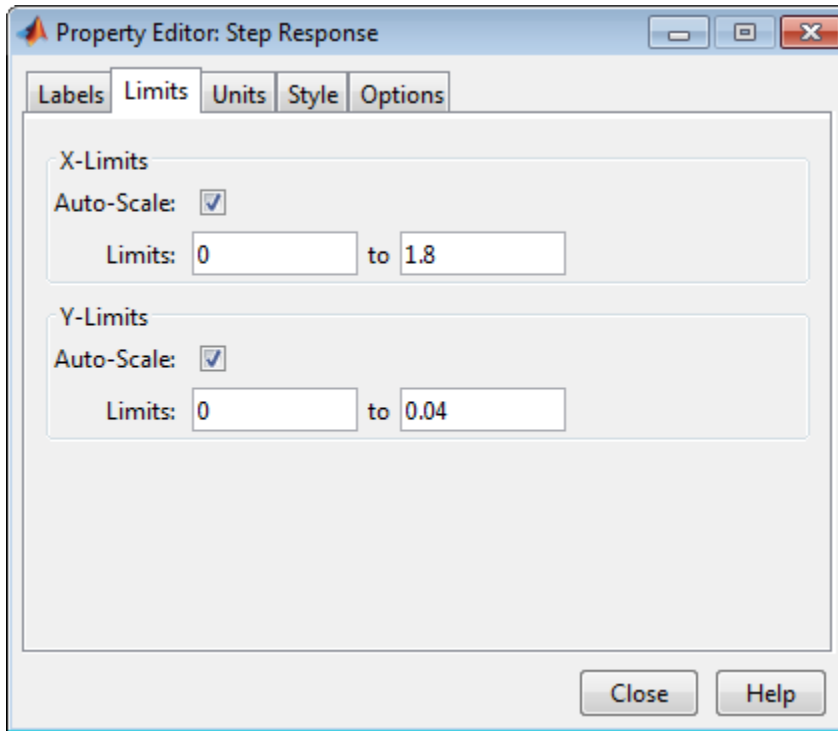 Property Editor: Step Response
Labels Limits Units Style Options
X-Limits
Auto-Scale:
Limits: 0 to 1.8
Y-Limits
Auto-Scale:
Limits: 0 to 0.04
Close Help